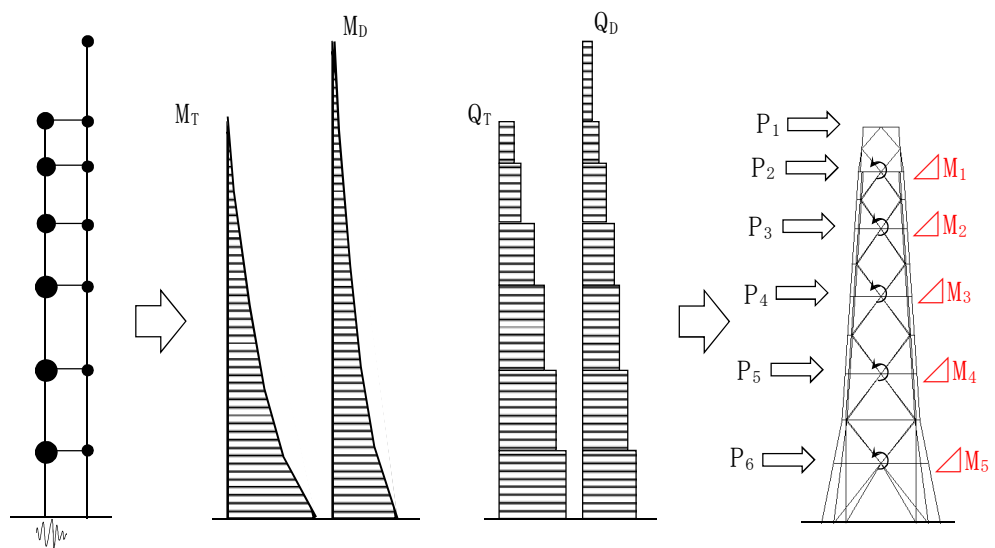 M_T
M_D
Q_T
Q_D
P_1
P_2
P_3
P_4
P_5
P_6
⊿M_1
⊿M_2
⊿M_3
⊿M_4
⊿M_5